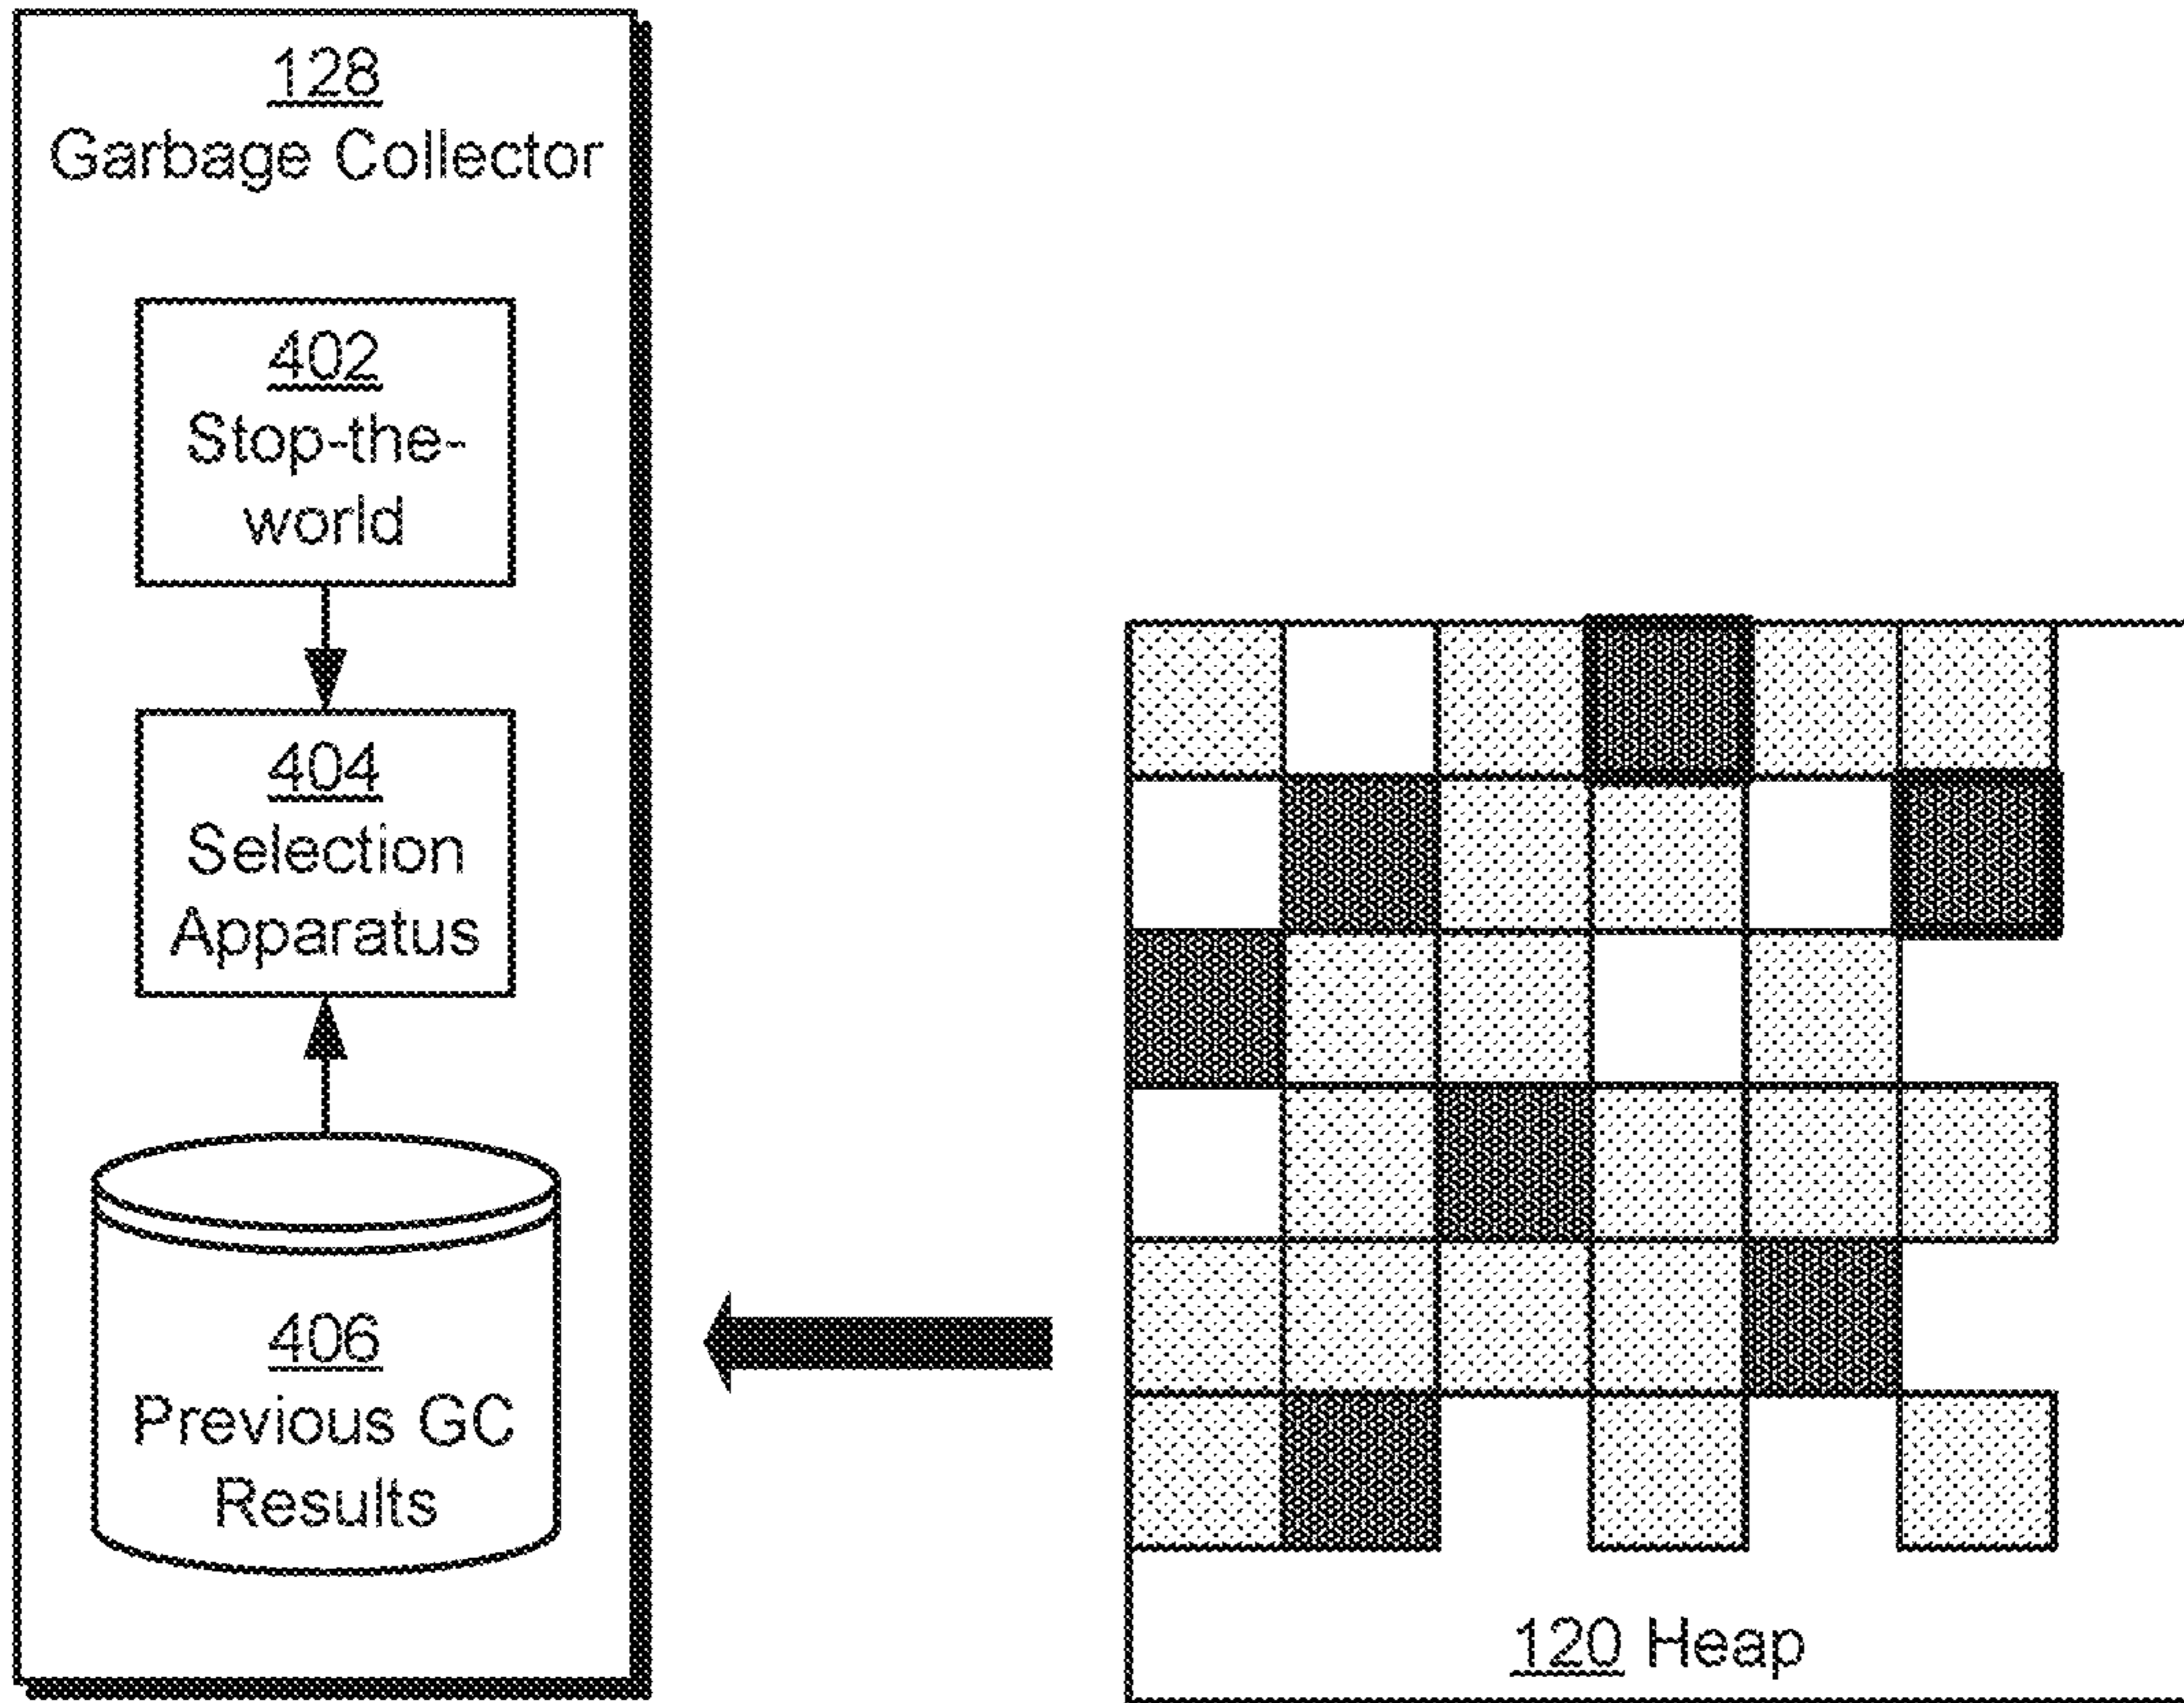 128
Garbage Collector
402
Stop-the-
world
404
Selection
Apparatus
406
Previous GC
Results
120 Heap